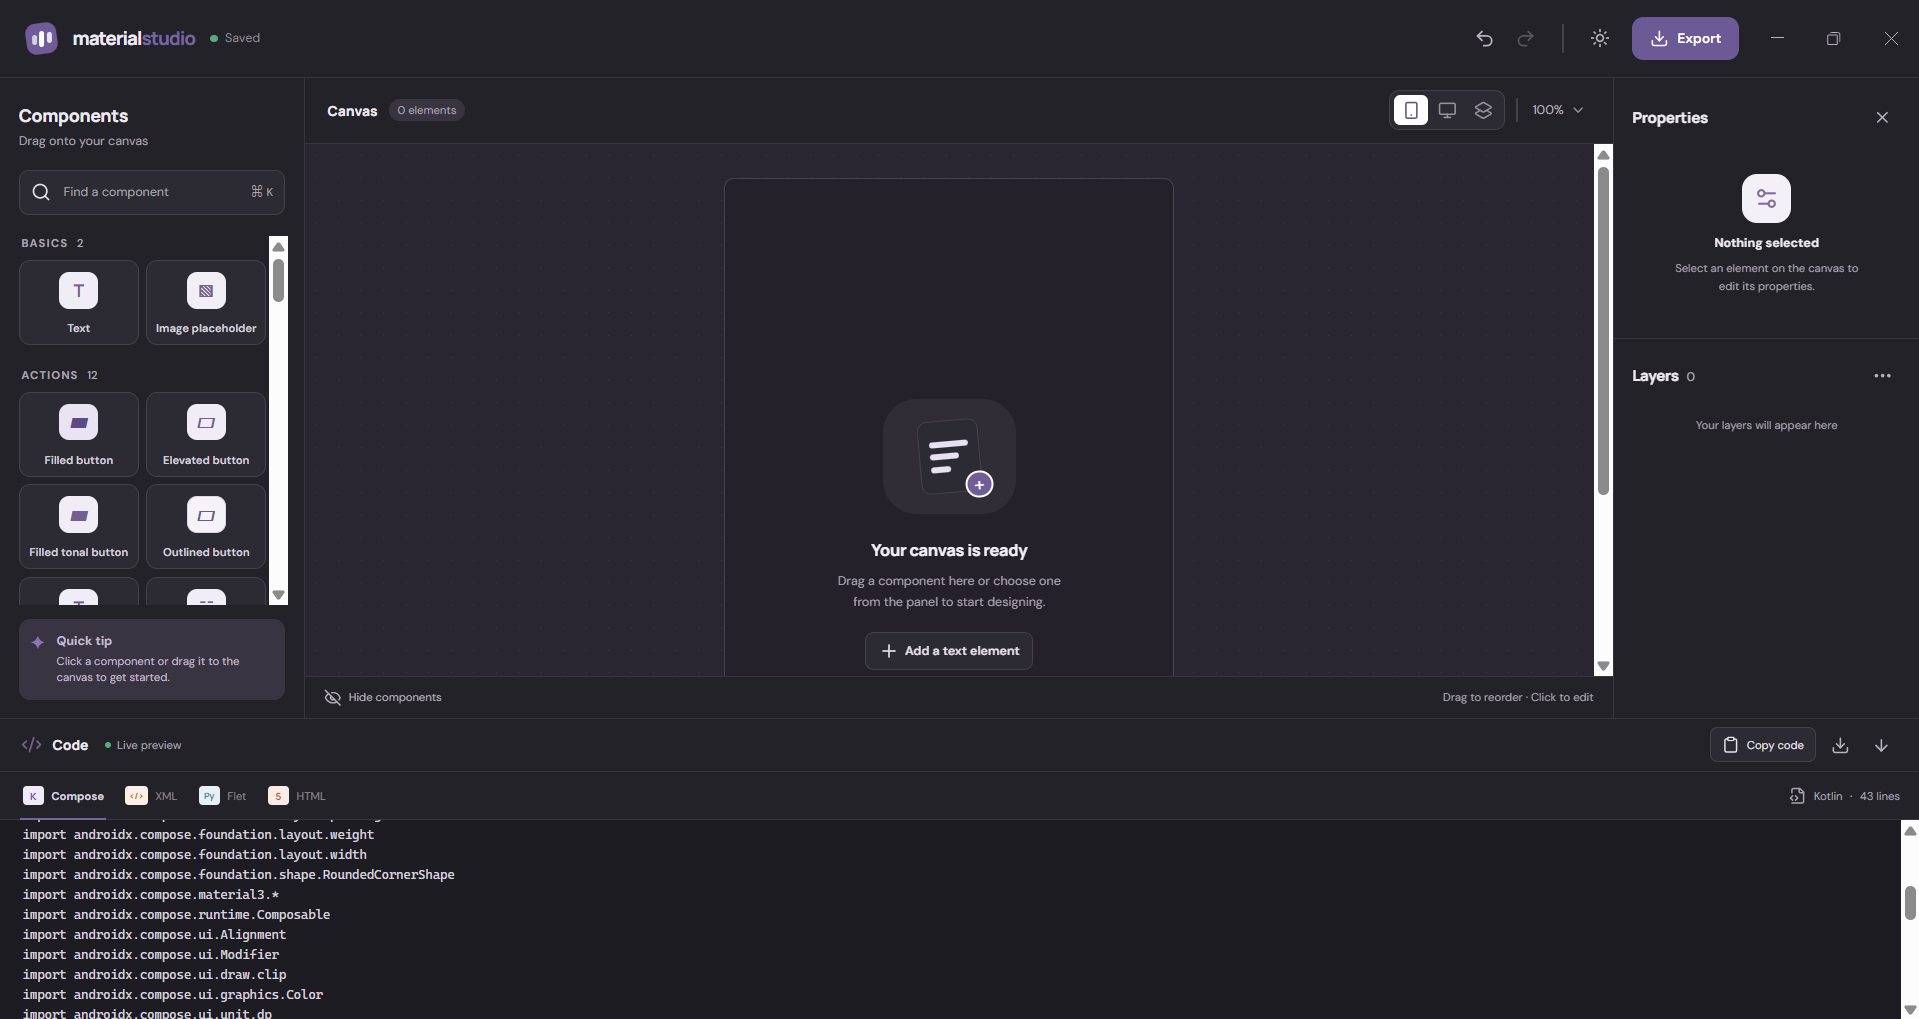 materialstudio
Saved
Export
Components
Drag onto your canvas
Find a component
⌘ K
BASICS 2
T
Text
Image placeholder
ACTIONS 12
Filled button
Elevated button
Filled tonal button
Outlined button
Quick tip
Click a component or drag it to the
canvas to get started.
Canvas
0 elements
100%
Your canvas is ready
Drag a component here or choose one
from the panel to start designing.
Add a text element
Hide components
Drag to reorder · Click to edit
Properties
Nothing selected
Select an element on the canvas to
edit its properties.
Layers 0
Your layers will appear here
</> Code
Live preview
Copy code
K Compose
</> XML
Py Flet
5 HTML
Kotlin · 43 lines
import androidx.compose.foundation.layout.weight
import androidx.compose.foundation.layout.width
import androidx.compose.foundation.shape.RoundedCornerShape
import androidx.compose.material3.*
import androidx.compose.runtime.Composable
import androidx.compose.ui.Alignment
import androidx.compose.ui.Modifier
import androidx.compose.ui.draw.clip
import androidx.compose.ui.graphics.Color
import androidx.compose.ui.unit.dp